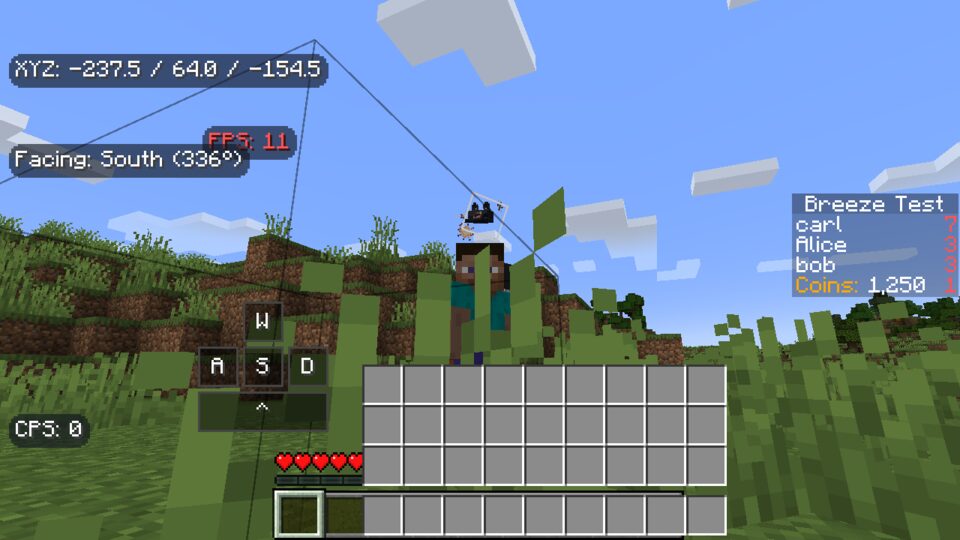 XYZ: -237.5 / 64.0 / -154.5
FPS: 11
Facing: South (336°)
Breeze Test
carl 7
Alice 3
bob 2
Coins: 1,250 1
W
A S D
^
CPS: 0